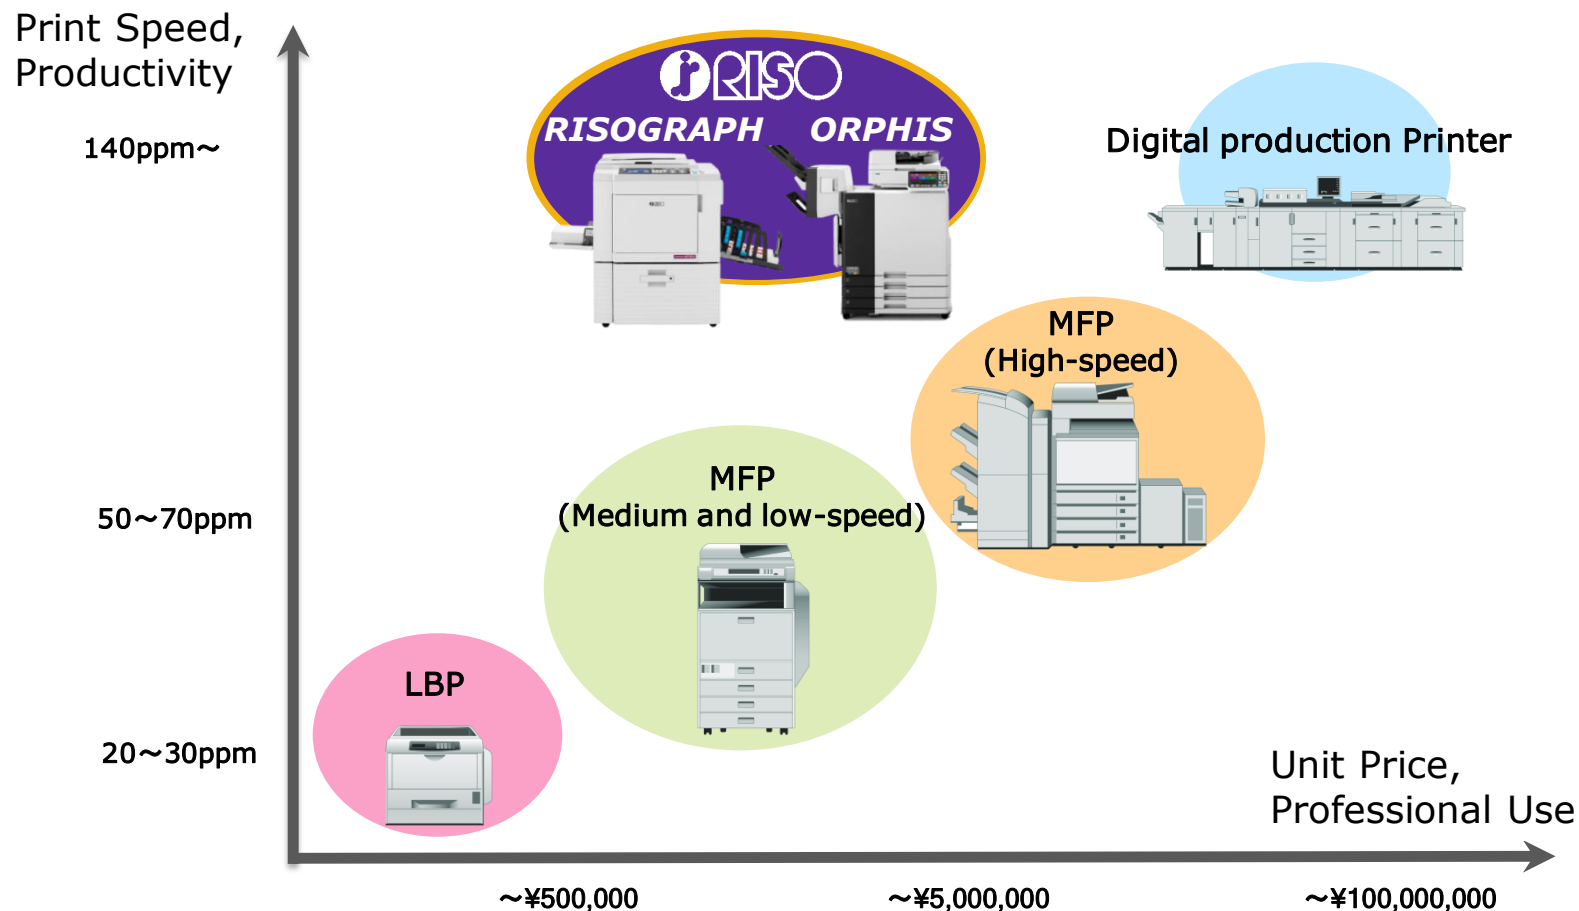 Print Speed,
Productivity
140ppm～
50～70ppm
20～30ppm
RISO
RISOGRAPH ORPHIS
Digital production Printer
MFP
(High-speed)
MFP
(Medium and low-speed)
LBP
Unit Price,
Professional Use
～¥500,000
～¥5,000,000
～¥100,000,000